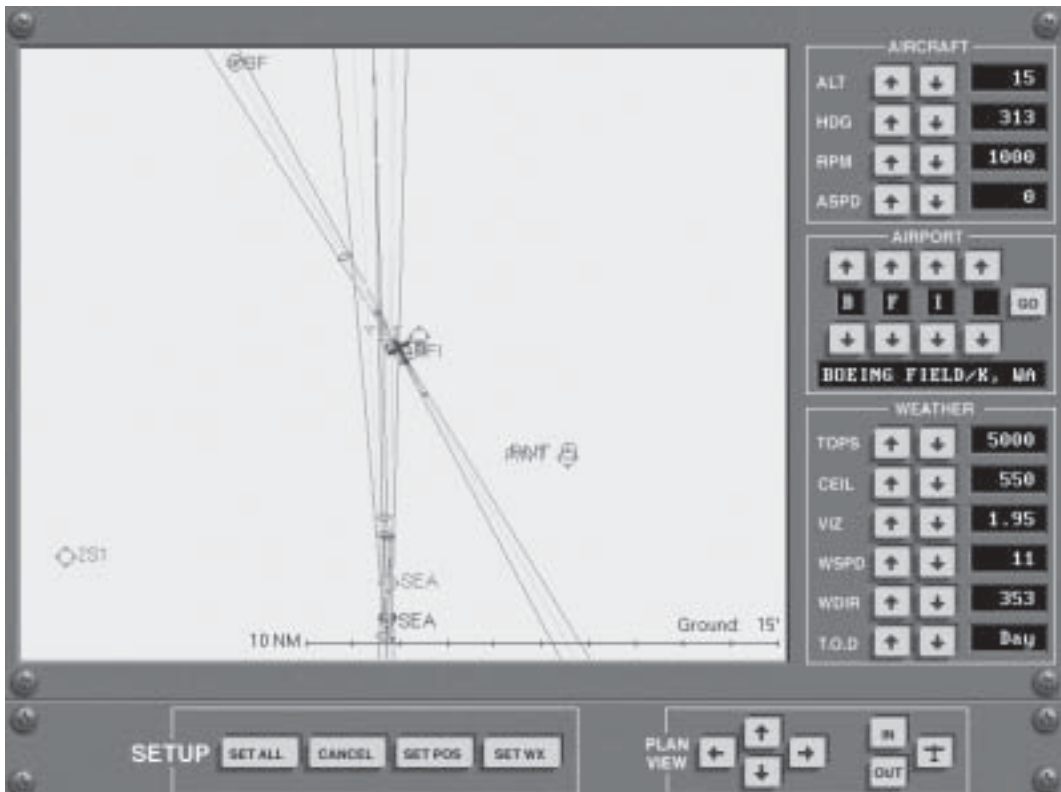 BF
BFI
RNT
2S1
SEA
SEA
10 NM
Ground: 15'
AIRCRAFT
ALT 15
HDG 313
RPM 1000
ASPD 0
AIRPORT
B F I GO
BOEING FIELD/K, WA
WEATHER
TOPS 5000
CEIL 550
VIZ 1.95
WSPD 11
WDIR 353
T.O.D Day
SETUP SET ALL CANCEL SET POS SET WX
PLAN VIEW IN OUT